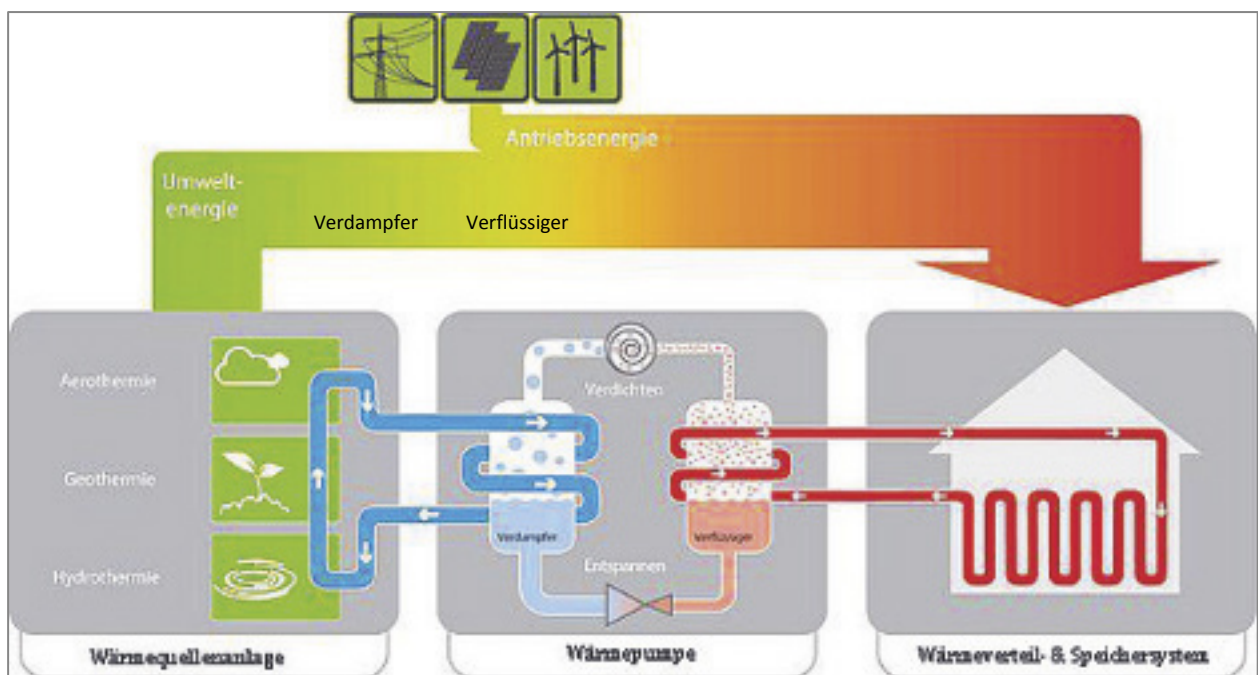 Antriebsenergie
Umwelt-
energie
Verdampfer Verflüssiger
Aerothermie
Geothermie
Hydrothermie
Verdichten
Verdampfer
Verflüssiger
Entspannen
Wärmequellenanlage
Wärmepumpe
Wärmeverteil- & Speichersystem